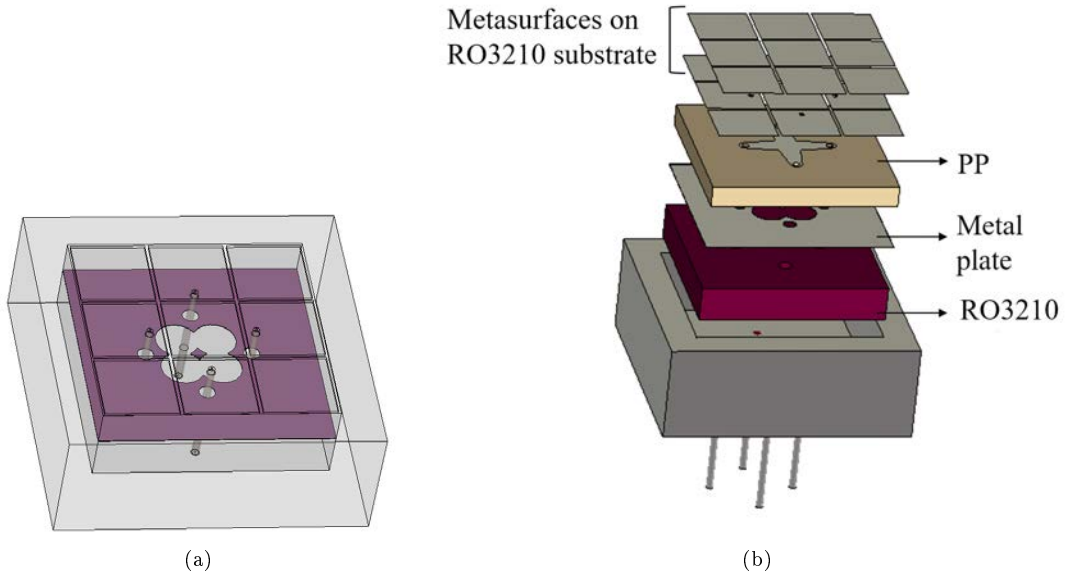 Metasurfaces on
RO3210 substrate
PP
Metal
plate
RO3210
(a)
(b)